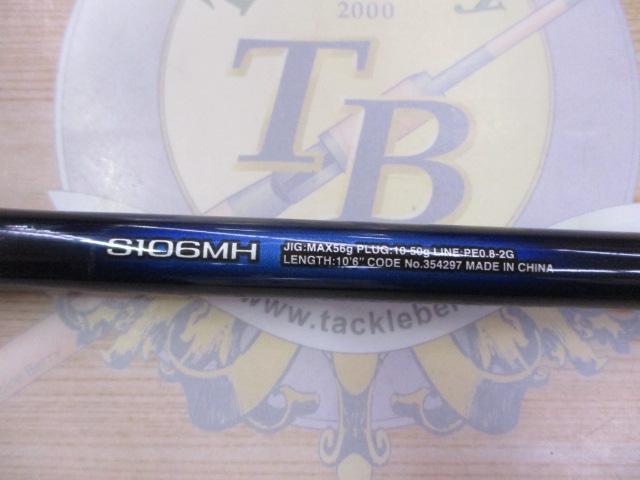 2000
TB
S106MH
JIG:MAX56g PLUG:10-50g LINE:PE0.8-2G
LENGTH:10'6" CODE No.354297 MADE IN CHINA
www.tackleber